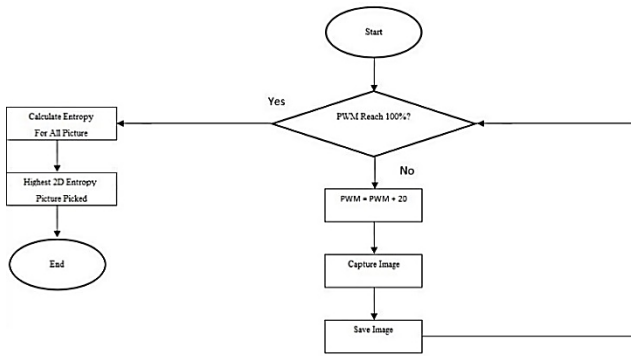 Start
Yes
PWM Reach 100%?
Calculate Entropy
For All Picture
No
Highest 2D Entropy
Picture Picked
PWM = PWM + 20
End
Capture Image
Save Image